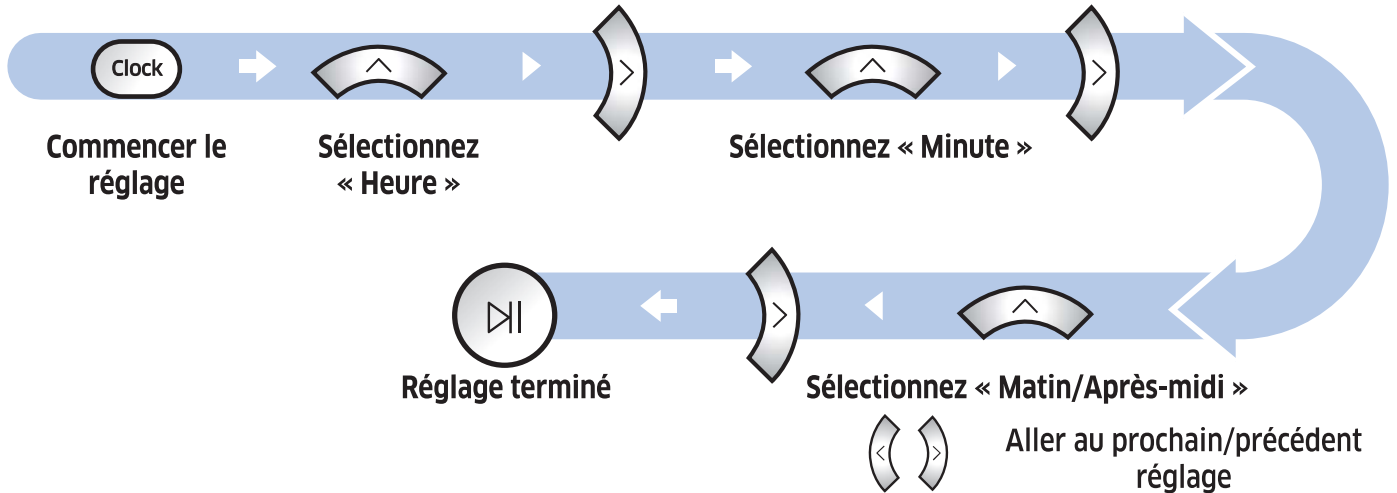 Clock
Commencer le
réglage
Sélectionnez
« Heure »
Sélectionnez « Minute »
Réglage terminé
Sélectionnez « Matin/Après-midi »
Aller au prochain/précédent
réglage